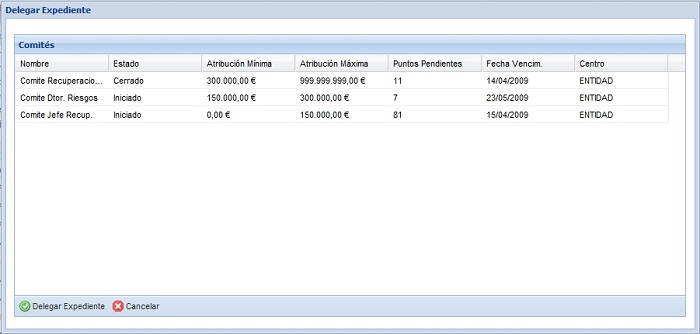 Delegar Expediente
Comités
Nombre Estado Atribución Mínima Atribución Máxima Puntos Pendientes Fecha Vencim. Centro
Comite Recuperacio... Cerrado 300.000,00 € 999.999.999,00 € 11 14/04/2009 ENTIDAD
Comite Dtor. Riesgos Iniciado 150.000,00 € 300.000,00 € 7 23/05/2009 ENTIDAD
Comite Jefe Recup. Iniciado 0,00 € 150.000,00 € 81 15/04/2009 ENTIDAD
Delegar Expediente Cancelar